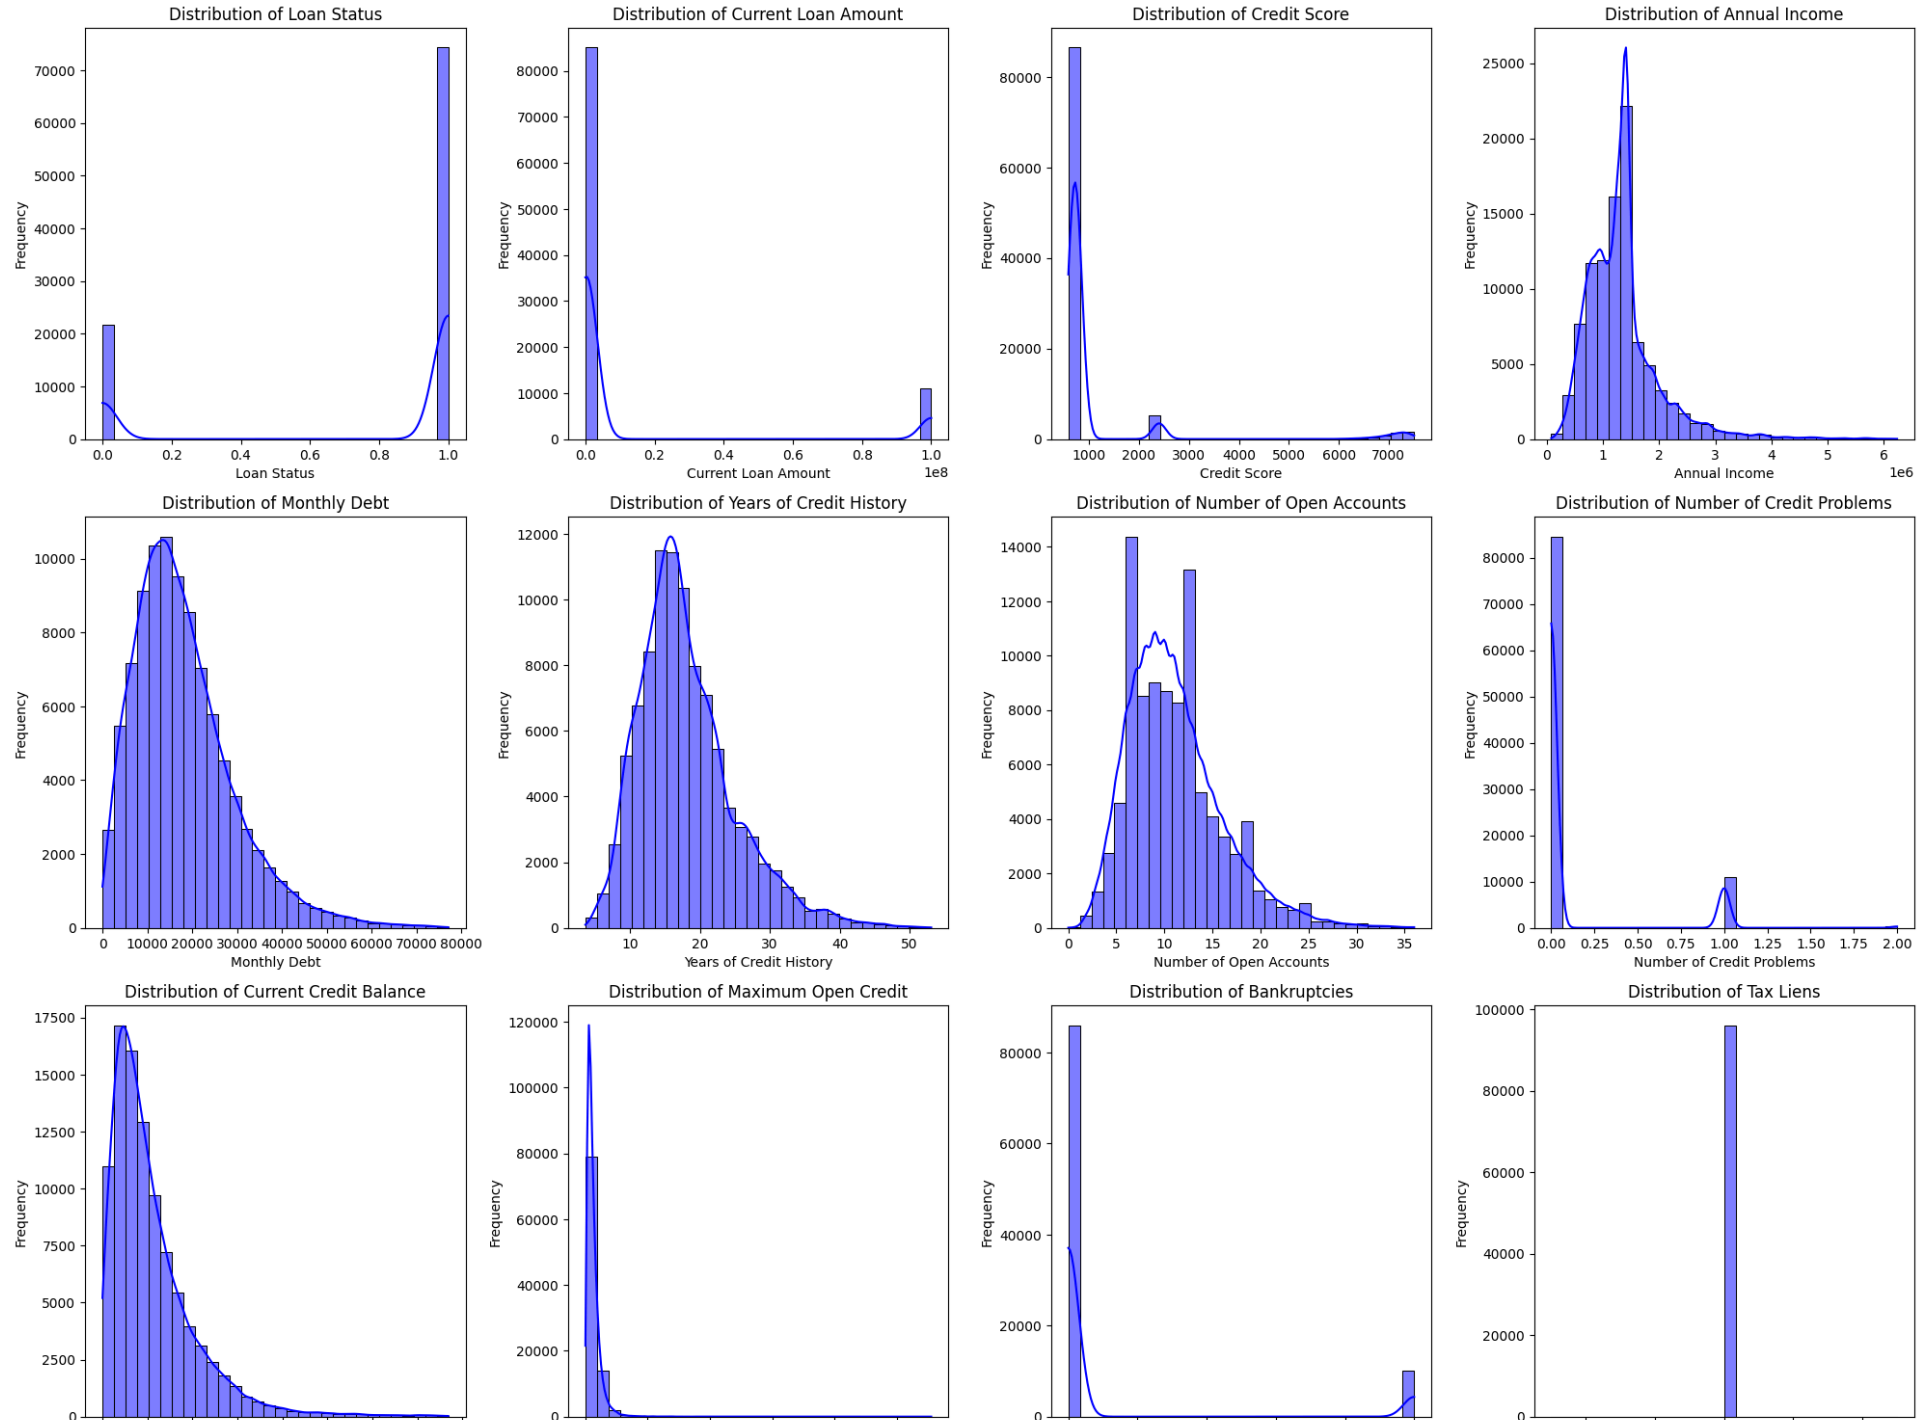 Distribution of Loan Status
Frequency
70000
60000
50000
40000
30000
20000
10000
0
0.0 0.2 0.4 0.6 0.8 1.0
Loan Status
Distribution of Current Loan Amount
Frequency
80000
70000
60000
50000
40000
30000
20000
10000
0
0.0 0.2 0.4 0.6 0.8 1.0
Current Loan Amount
1e8
Distribution of Credit Score
Frequency
80000
60000
40000
20000
0
1000 2000 3000 4000 5000 6000 7000
Credit Score
Distribution of Annual Income
Frequency
25000
20000
15000
10000
5000
0
0 1 2 3 4 5 6
Annual Income
1e6
Distribution of Monthly Debt
Frequency
10000
8000
6000
4000
2000
0
0 10000 20000 30000 40000 50000 60000 70000 80000
Monthly Debt
Distribution of Years of Credit History
Frequency
12000
10000
8000
6000
4000
2000
0
10 20 30 40 50
Years of Credit History
Distribution of Number of Open Accounts
Frequency
14000
12000
10000
8000
6000
4000
2000
0
0 5 10 15 20 25 30 35
Number of Open Accounts
Distribution of Number of Credit Problems
Frequency
80000
70000
60000
50000
40000
30000
20000
10000
0
0.00 0.25 0.50 0.75 1.00 1.25 1.50 1.75 2.00
Number of Credit Problems
Distribution of Current Credit Balance
Frequency
17500
15000
12500
10000
7500
5000
2500
0
Distribution of Maximum Open Credit
Frequency
120000
100000
80000
60000
40000
20000
0
Distribution of Bankruptcies
Frequency
80000
60000
40000
20000
0
Distribution of Tax Liens
Frequency
100000
80000
60000
40000
20000
0